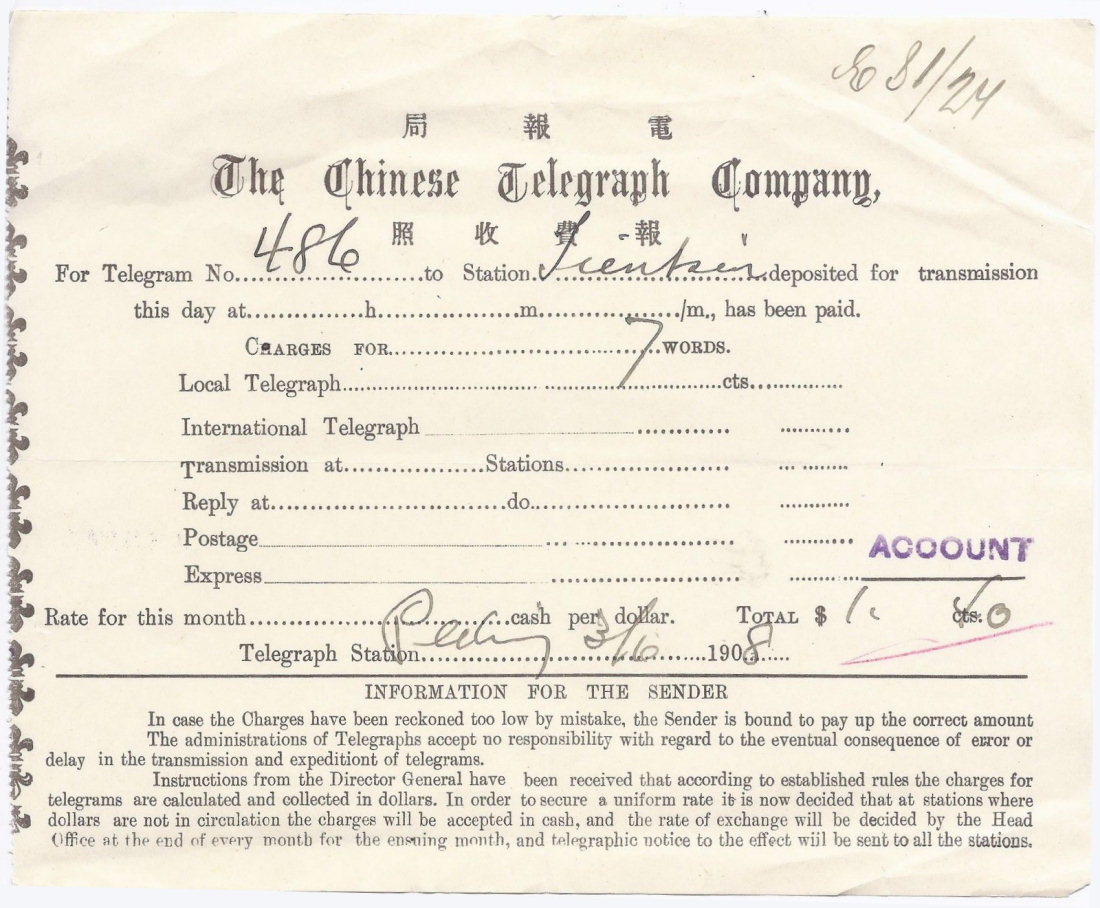 E 81/24
局 報 電
The Chinese Telegraph Company,
照 收 費 報
For Telegram No. 486 to Station Tientsin deposited for transmission
this day at h m /m., has been paid.
CHARGES FOR 7 WORDS.
Local Telegraph cts.
International Telegraph
Transmission at Stations
Reply at do.
Postage
Express
ACCOUNT
Rate for this month cash per dollar. TOTAL $ 1. cts. 40
Telegraph Station Peking 3/6 1908
INFORMATION FOR THE SENDER
In case the Charges have been reckoned too low by mistake, the Sender is bound to pay up the correct amount
The administrations of Telegraphs accept no responsibility with regard to the eventual consequence of error or
delay in the transmission and expeditiont of telegrams.
Instructions from the Director General have been received that according to established rules the charges for
telegrams are calculated and collected in dollars. In order to secure a uniform rate it is now decided that at stations where
dollars are not in circulation the charges will be accepted in cash, and the rate of exchange will be decided by the Head
Office at the end of every month for the ensuing month, and telegraphic notice to the effect wiil be sent to all the stations.